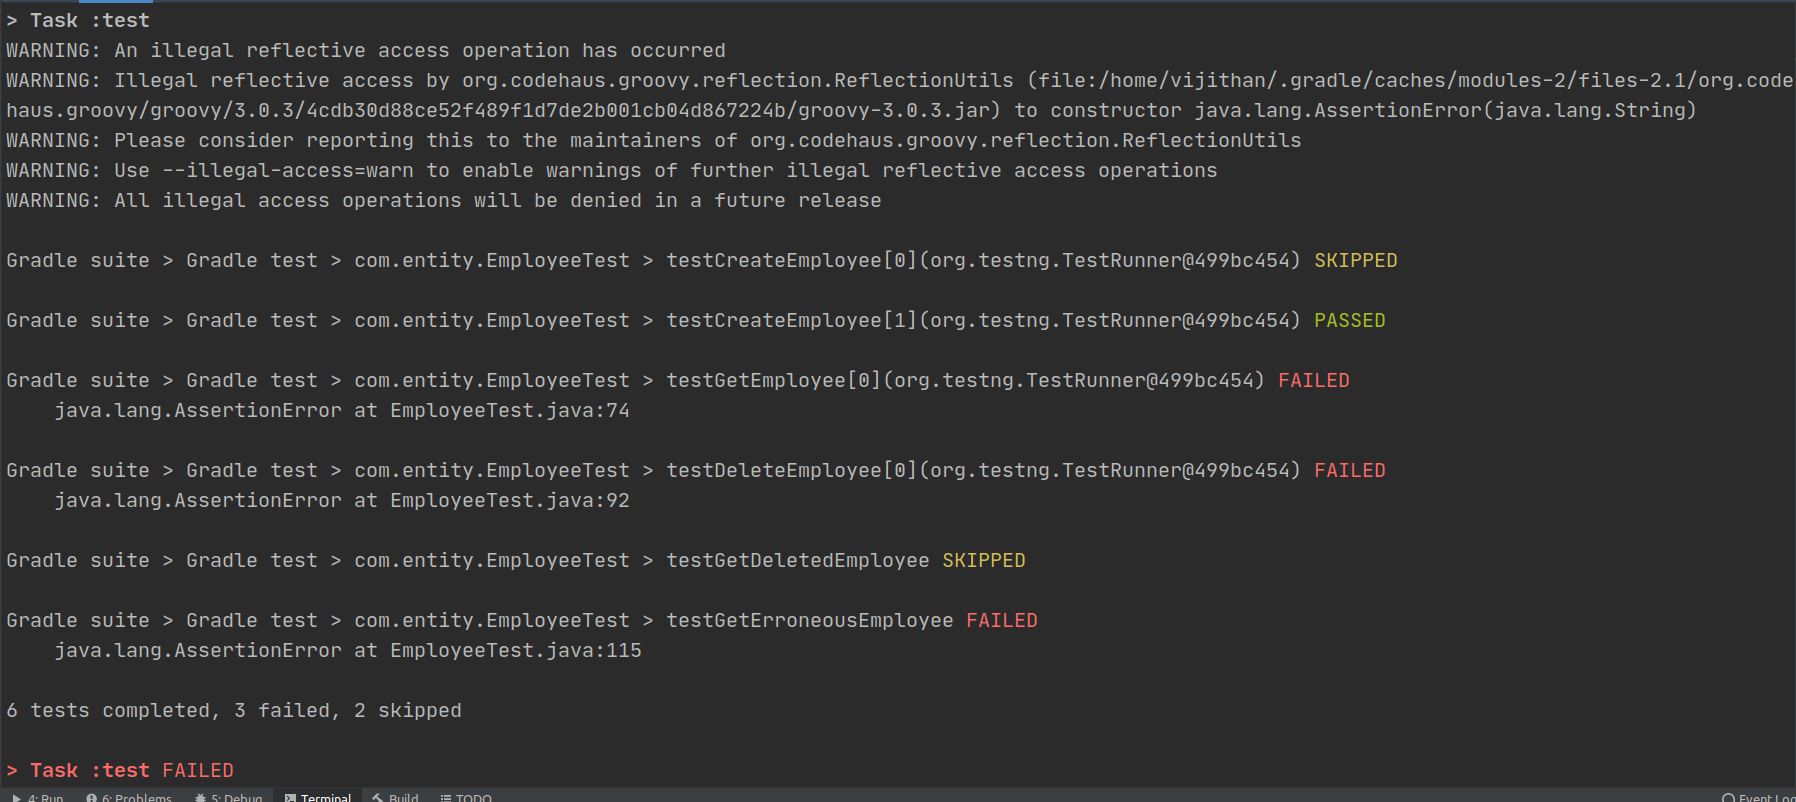 > Task :test
WARNING: An illegal reflective access operation has occurred
WARNING: Illegal reflective access by org.codehaus.groovy.reflection.ReflectionUtils (file:/home/vijithan/.gradle/caches/modules-2/files-2.1/org.code
haus.groovy/groovy/3.0.3/4cdb30d88ce52f489f1d7de2b001cb04d867224b/groovy-3.0.3.jar) to constructor java.lang.AssertionError(java.lang.String)
WARNING: Please consider reporting this to the maintainers of org.codehaus.groovy.reflection.ReflectionUtils
WARNING: Use --illegal-access=warn to enable warnings of further illegal reflective access operations
WARNING: All illegal access operations will be denied in a future release
Gradle suite > Gradle test > com.entity.EmployeeTest > testCreateEmployee[0](org.testng.TestRunner@499bc454) SKIPPED
Gradle suite > Gradle test > com.entity.EmployeeTest > testCreateEmployee[1](org.testng.TestRunner@499bc454) PASSED
Gradle suite > Gradle test > com.entity.EmployeeTest > testGetEmployee[0](org.testng.TestRunner@499bc454) FAILED
    java.lang.AssertionError at EmployeeTest.java:74
Gradle suite > Gradle test > com.entity.EmployeeTest > testDeleteEmployee[0](org.testng.TestRunner@499bc454) FAILED
    java.lang.AssertionError at EmployeeTest.java:92
Gradle suite > Gradle test > com.entity.EmployeeTest > testGetDeletedEmployee SKIPPED
Gradle suite > Gradle test > com.entity.EmployeeTest > testGetErroneousEmployee FAILED
    java.lang.AssertionError at EmployeeTest.java:115
6 tests completed, 3 failed, 2 skipped
> Task :test FAILED
4: Run 6: Problems 5: Debug Terminal Build TODO Event Log